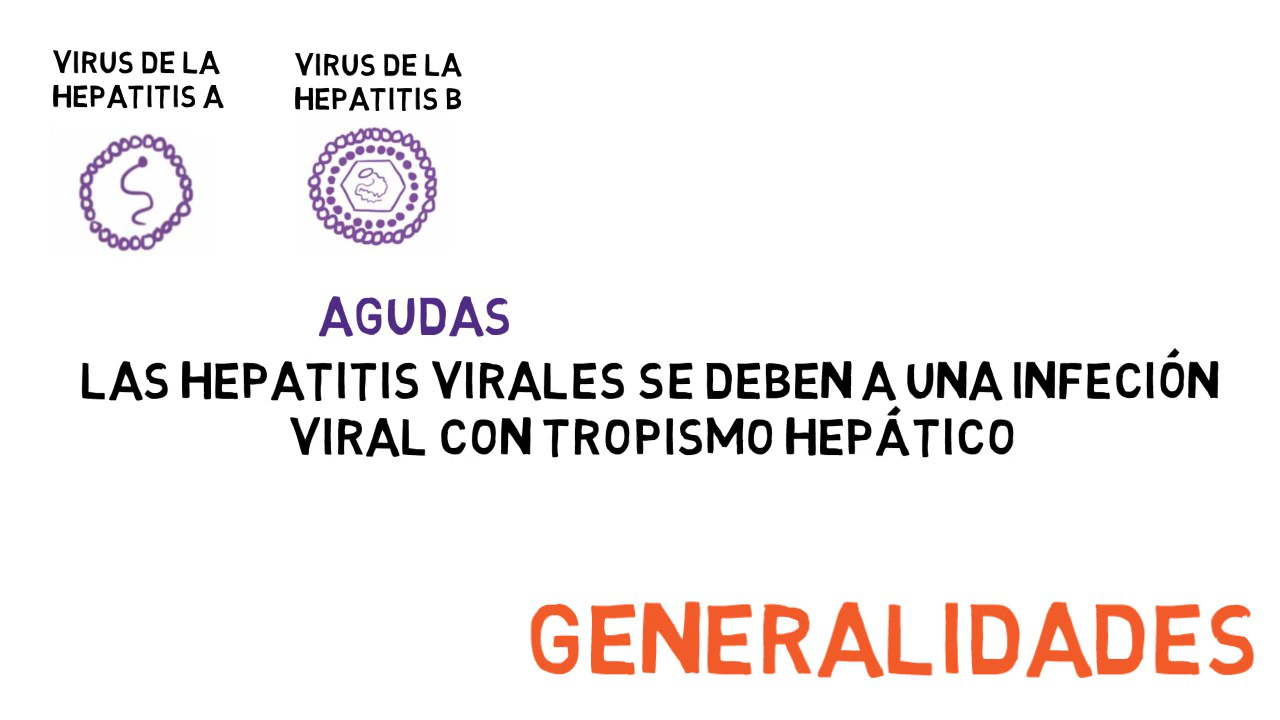 VIRUS DE LA
HEPATITIS A
VIRUS DE LA
HEPATITIS B
AGUDAS
LAS HEPATITIS VIRALES SE DEBEN A UNA INFECIÓN
VIRAL CON TROPISMO HEPÁTICO
GENERALIDADES